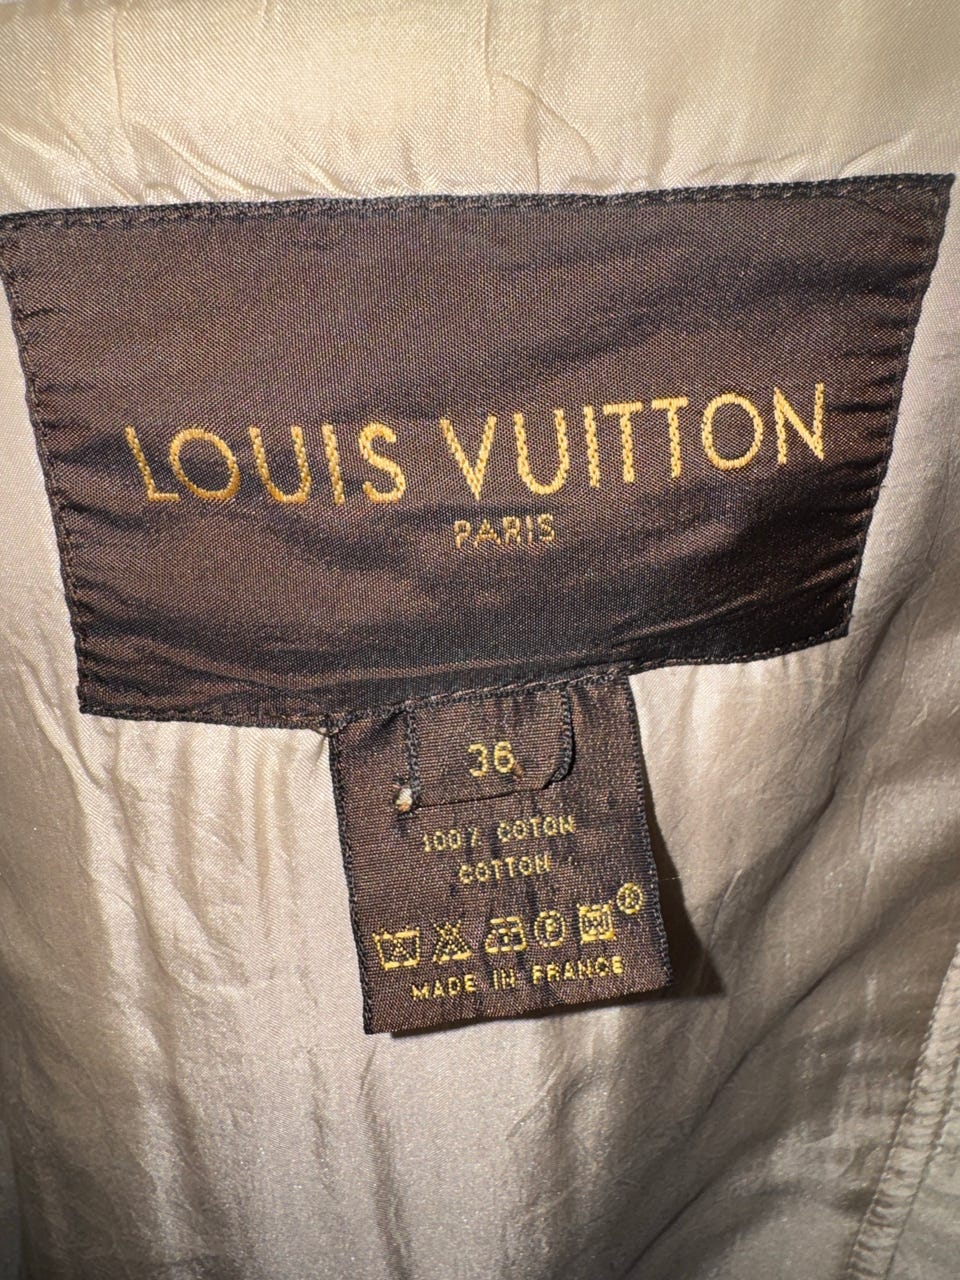 LOUIS VUITTON
PARIS
36
100% COTON
COTTON
P ®
MADE IN FRANCE